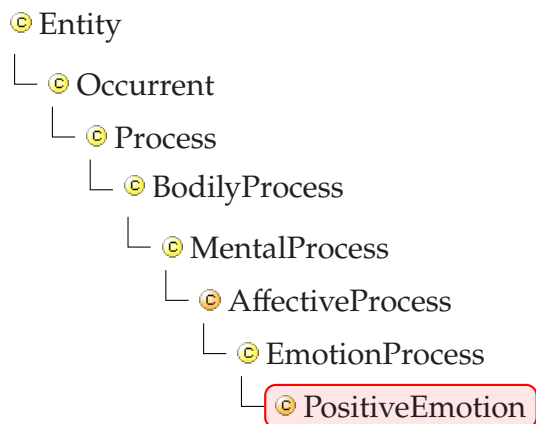 © Entity
© Occurrent
© Process
© BodilyProcess
© MentalProcess
© AffectiveProcess
© EmotionProcess
© PositiveEmotion